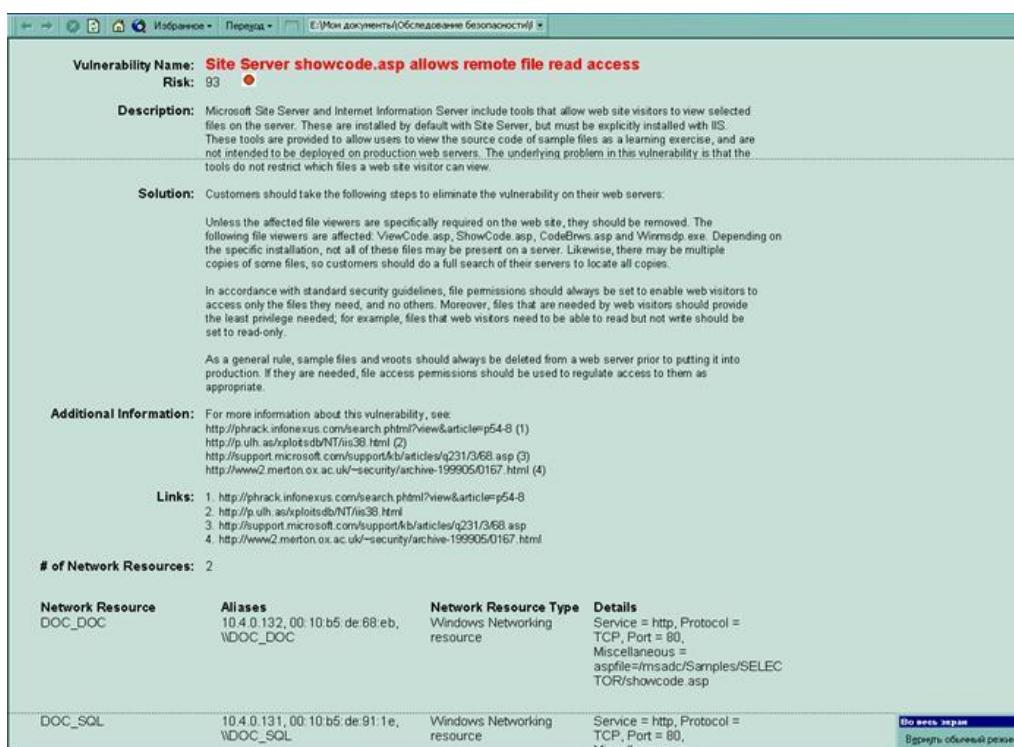 Избранное Переход E:\Мои документы\Обследование безопасности\
Vulnerability Name: Site Server showcode.asp allows remote file read access
Risk: 93
Description: Microsoft Site Server and Internet Information Server include tools that allow web site visitors to view selected
files on the server. These are installed by default with Site Server, but must be explicitly installed with IIS.
These tools are provided to allow users to view the source code of sample files as a learning exercise, and are
not intended to be deployed on production web servers. The underlying problem in this vulnerability is that the
tools do not restrict which files a web site visitor can view.
Solution: Customers should take the following steps to eliminate the vulnerability on their web servers:
Unless the affected file viewers are specifically required on the web site, they should be removed. The
following file viewers are affected: ViewCode.asp, ShowCode.asp, CodeBrws.asp and Winmsdp.exe. Depending on
the specific installation, not all of these files may be present on a server. Likewise, there may be multiple
copies of some files, so customers should do a full search of their servers to locate all copies.
In accordance with standard security guidelines, file permissions should always be set to enable web visitors to
access only the files they need, and no others. Moreover, files that are needed by web visitors should provide
the least privilege needed; for example, files that web visitors need to be able to read but not write should be
set to read-only.
As a general rule, sample files and vroots should always be deleted from a web server prior to putting it into
production. If they are needed, file access permissions should be used to regulate access to them as
appropriate.
Additional Information: For more information about this vulnerability, see:
http://phrack.infonexus.com/search.phtml?view&article=p54-8 (1)
http://p.ulh.as/xploitsdb/NT/iis38.html (2)
http://support.microsoft.com/support/kb/articles/q231/3/68.asp (3)
http://www2.merton.ox.ac.uk/~security/archive-199905/0167.html (4)
Links: 1. http://phrack.infonexus.com/search.phtml?view&article=p54-8
2. http://p.ulh.as/xploitsdb/NT/iis38.html
3. http://support.microsoft.com/support/kb/articles/q231/3/68.asp
4. http://www2.merton.ox.ac.uk/~security/archive-199905/0167.html
# of Network Resources: 2
Network Resource Aliases Network Resource Type Details
DOC_DOC 10.4.0.132, 00:10:b5:de:68:eb, Windows Networking Service = http, Protocol =
\\DOC_DOC resource TCP, Port = 80,
Miscellaneous =
aspfile=/msadc/Samples/SELEC
TOR/showcode.asp
DOC_SQL 10.4.0.131, 00:10:b5:de:91:1e, Windows Networking Service = http, Protocol =
\\DOC_SQL resource TCP, Port = 80,
Во весь экран
Вернуть обычный